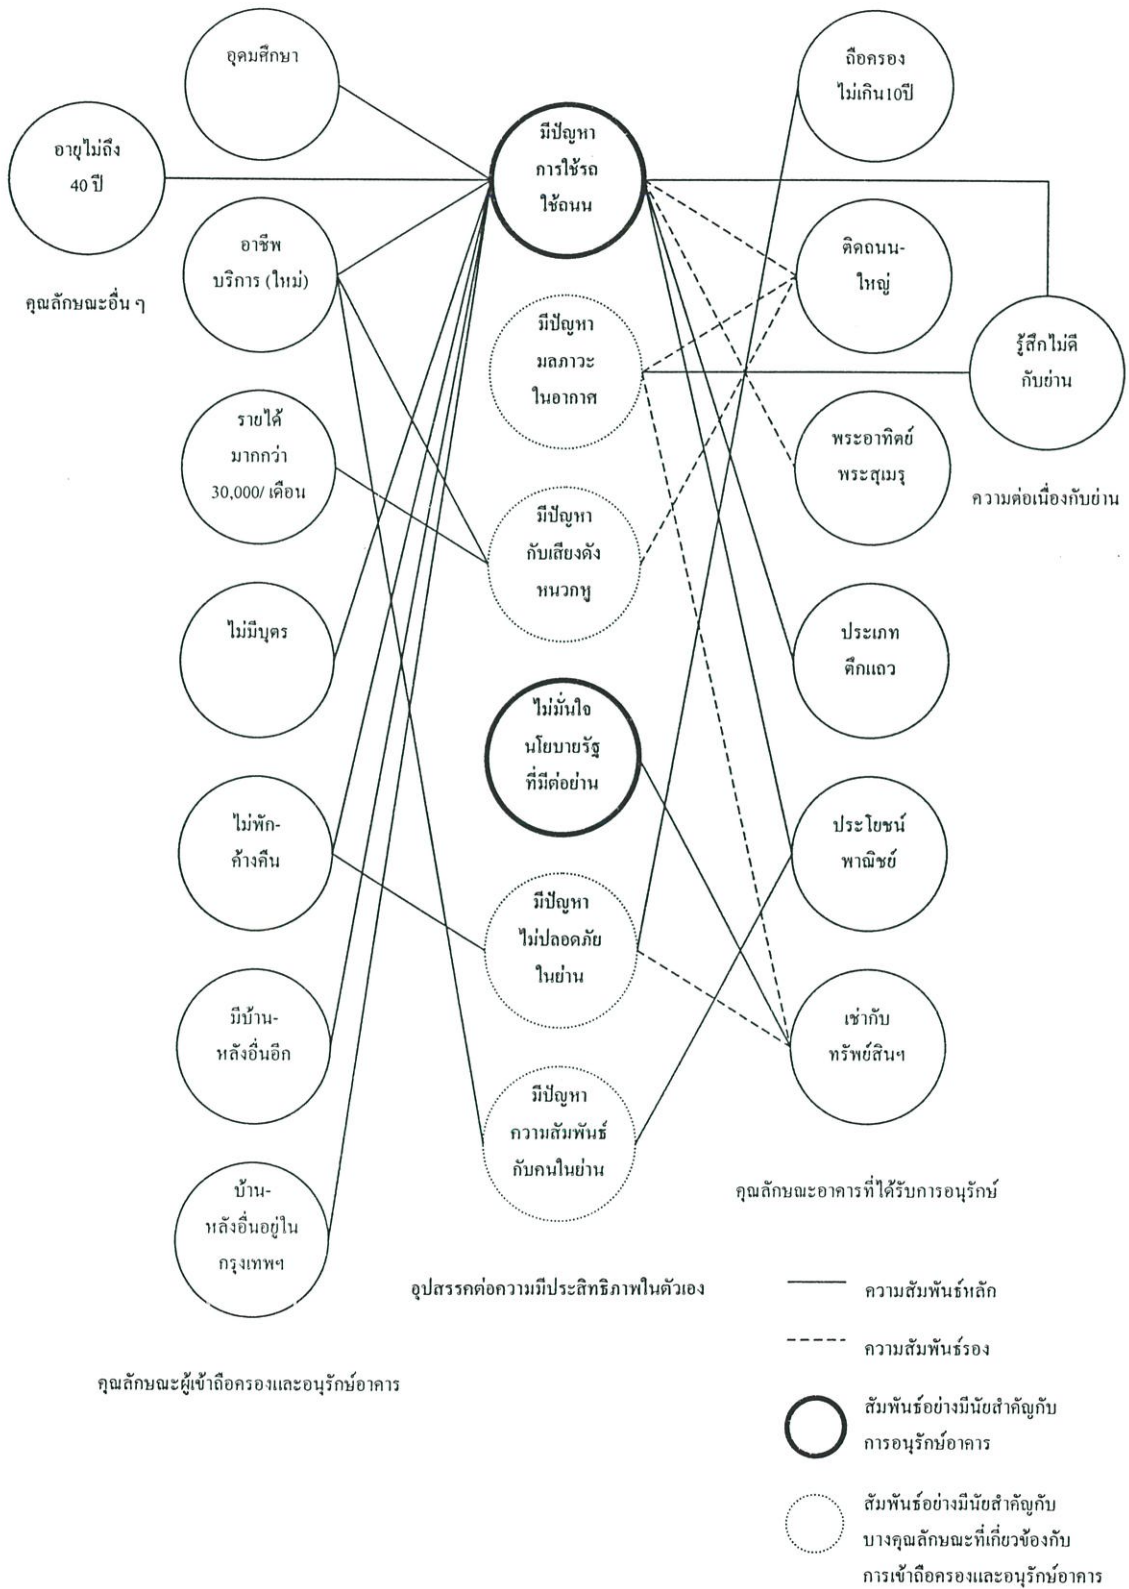 อุดมศึกษา
อายุไม่ถึง
40 ปี
คุณลักษณะอื่น ๆ
อาชีพ
บริการ (ใหม่)
รายได้
มากกว่า
30,000/ เดือน
ไม่มีบุตร
ไม่พัก-
ค้างคืน
มีบ้าน-
หลังอื่นอีก
บ้าน-
หลังอื่นอยู่ใน
กรุงเทพฯ
คุณลักษณะผู้เข้าถือครองและอนุรักษ์อาคาร
มีปัญหา
การใช้รถ
ใช้ถนน
มีปัญหา
มลภาวะ
ในอากาศ
มีปัญหา
กับเสียงดัง
หนวกหู
ไม่มั่นใจ
นโยบายรัฐ
ที่มีต่อย่าน
มีปัญหา
ไม่ปลอดภัย
ในย่าน
มีปัญหา
ความสัมพันธ์
กับคนในย่าน
อุปสรรคต่อความมีประสิทธิภาพในตัวเอง
ถือครอง
ไม่เกิน10ปี
ติดถนน-
ใหญ่
พระอาทิตย์
พระสุเมรุ
ประเภท
ตึกแถว
ประโยชน์
พาณิชย์
เช่ากับ
ทรัพย์สินฯ
คุณลักษณะอาคารที่ได้รับการอนุรักษ์
รู้สึกไม่ดี
กับย่าน
ความต่อเนื่องกับย่าน
ความสัมพันธ์หลัก
ความสัมพันธ์รอง
สัมพันธ์อย่างมีนัยสำคัญกับ
การอนุรักษ์อาคาร
สัมพันธ์อย่างมีนัยสำคัญกับ
บางคุณลักษณะที่เกี่ยวข้องกับ
การเข้าถือครองและอนุรักษ์อาคาร